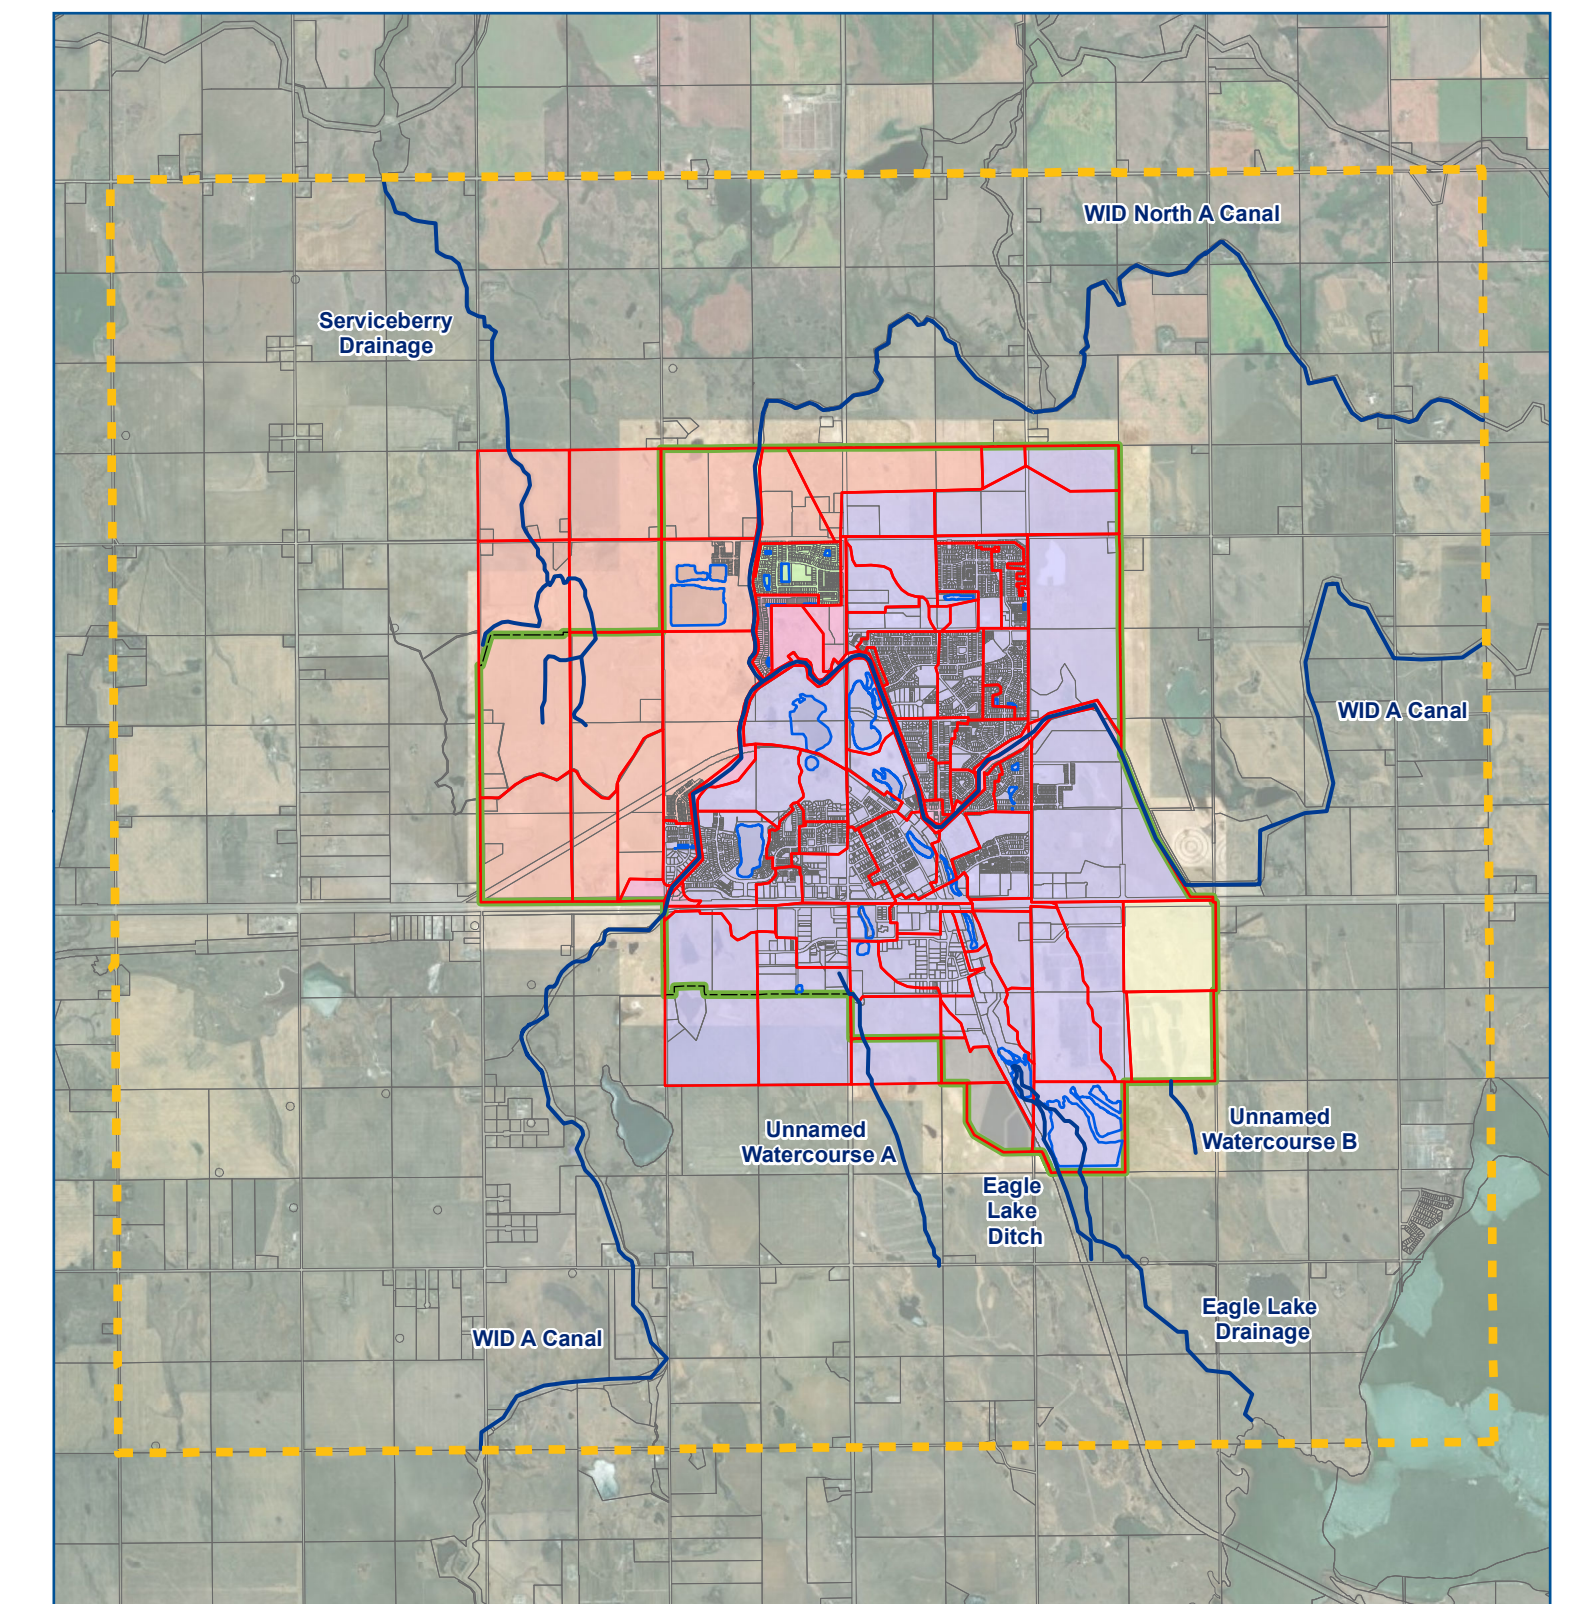 WID North A Canal
Serviceberry
Drainage
WID A Canal
Unnamed
Watercourse A
Unnamed
Watercourse B
Eagle
Lake
Ditch
Eagle Lake
Drainage
WID A Canal